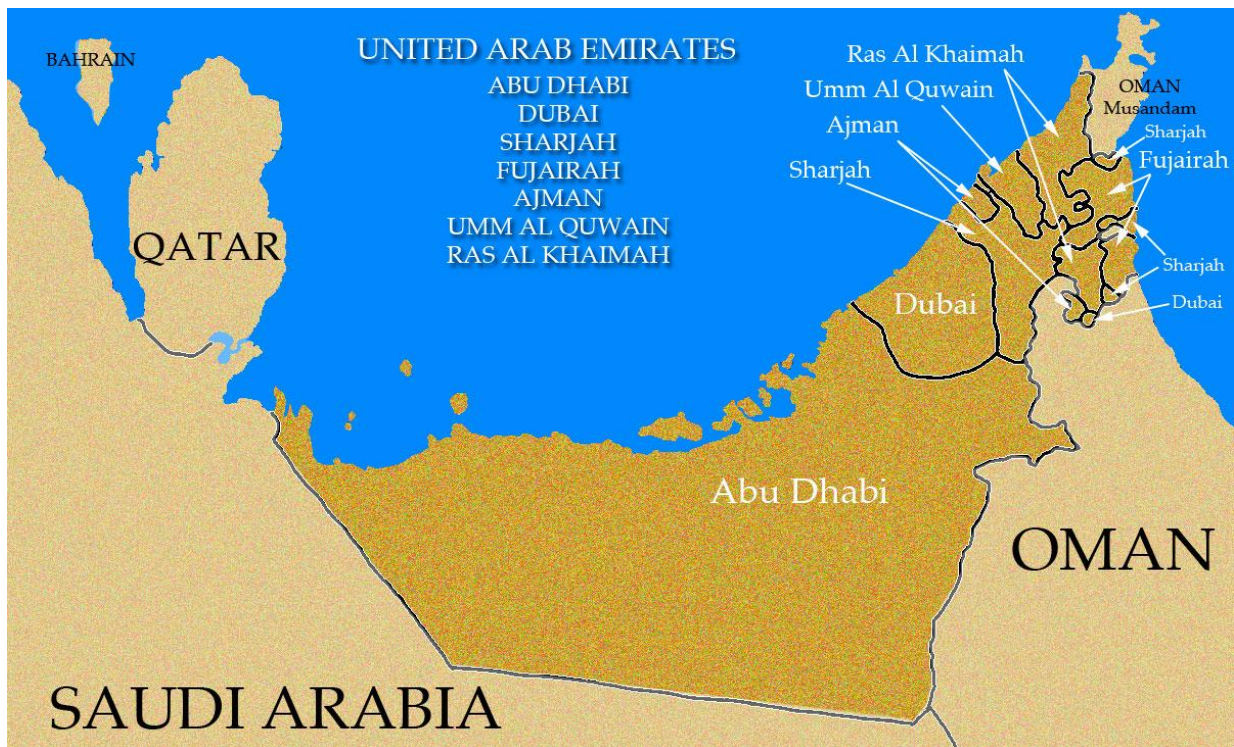 BAHRAIN
UNITED ARAB EMIRATES
ABU DHABI
DUBAI
SHARJAH
FUJAIRAH
AJMAN
UMM AL QUWAIN
RAS AL KHAIMAH
Ras Al Khaimah
Umm Al Quwain
Ajman
Sharjah
OMAN
Musandam
Sharjah
Fujairah
Sharjah
Dubai
QATAR
Dubai
Abu Dhabi
OMAN
SAUDI ARABIA